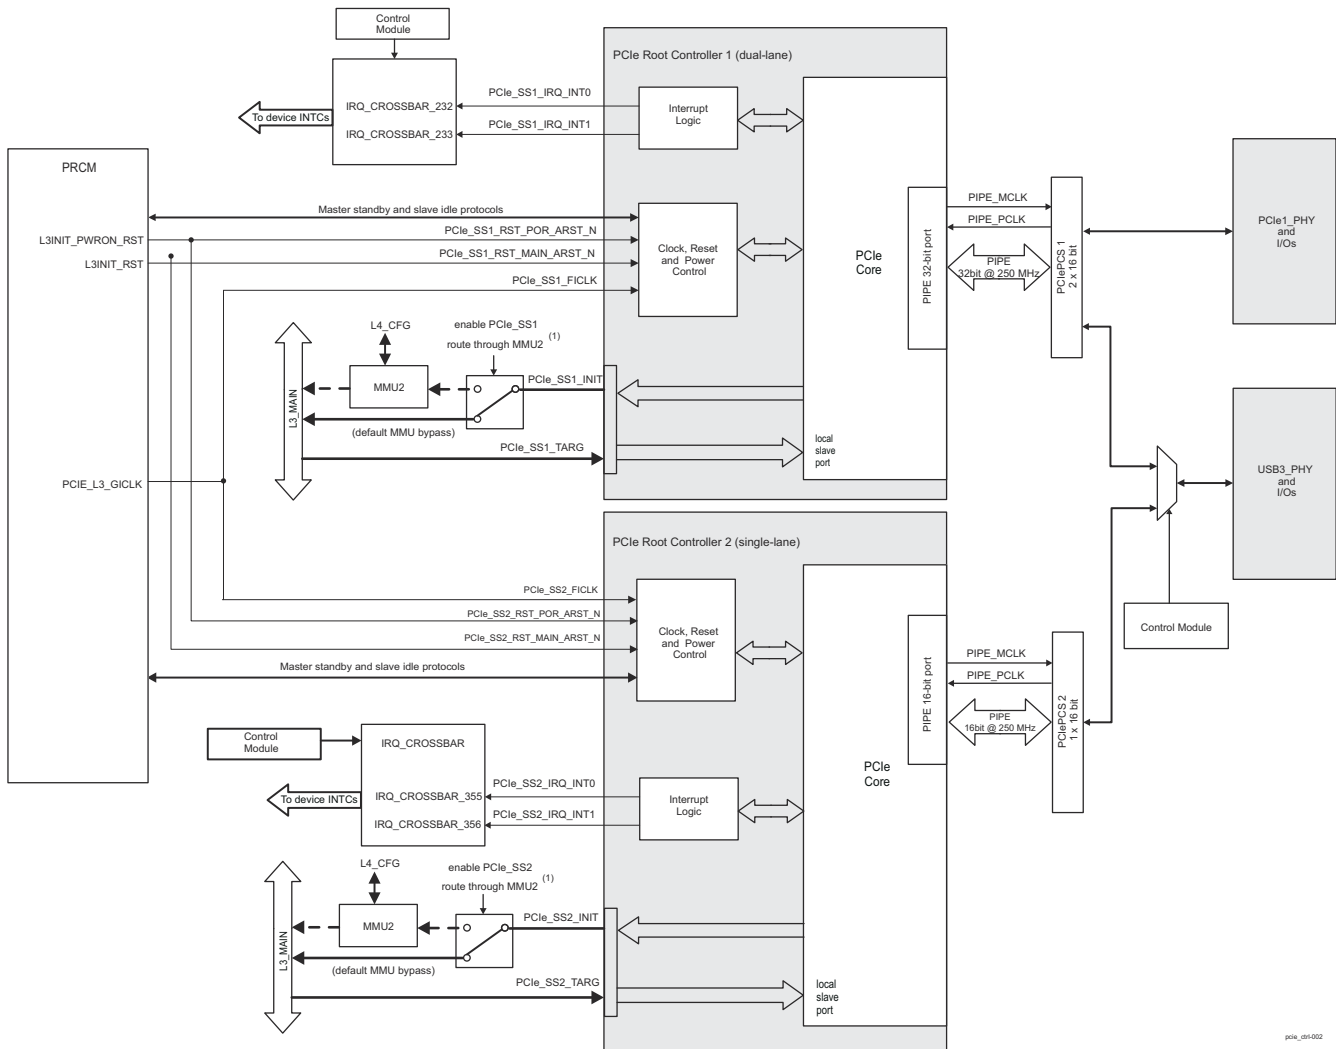 Control
Module
PCIe Root Controller 1 (dual-lane)
PCIe_SS1_IRQ_INT0
IRQ_CROSSBAR_232
Interrupt
Logic
To device INTCs
PCIe_SS1_IRQ_INT1
IRQ_CROSSBAR_233
PRCM
Master standby and slave idle protocols
L3INIT_PWRON_RST
PCIe_SS1_RST_POR_ARST_N
L3INIT_RST
PCIe_SS1_RST_MAIN_ARST_N
PCIe_SS1_FICLK
Clock, Reset
and Power
Control
PCIe
Core
PIPE 32-bit port
PIPE_MCLK
PIPE_PCLK
PIPE
32bit @ 250 MHz
PCIePCS 1
2 x 16 bit
PCIe1_PHY
and
I/Os
L4_CFG
enable PCIe_SS1
route through MMU2 (1)
MMU2
PCIe_SS1_INIT
L3_MAIN
(default MMU bypass)
PCIe_SS1_TARG
local
slave
port
PCIE_L3_GICLK
USB3_PHY
and
I/Os
PCIe Root Controller 2 (single-lane)
PCIe_SS2_FICLK
PCIe_SS2_RST_POR_ARST_N
PCIe_SS2_RST_MAIN_ARST_N
Master standby and slave idle protocols
Clock, Reset
and Power
Control
Control Module
PIPE 16-bit port
PIPE_MCLK
PIPE_PCLK
PIPE
16bit @ 250 MHz
PCIePCS 2
1 x 16 bit
PCIe
Core
Control
Module
IRQ_CROSSBAR
PCIe_SS2_IRQ_INT0
To device INTCs
IRQ_CROSSBAR_355
Interrupt
Logic
PCIe_SS2_IRQ_INT1
IRQ_CROSSBAR_356
L4_CFG
enable PCIe_SS2
route through MMU2 (1)
MMU2
PCIe_SS2_INIT
L3_MAIN
(default MMU bypass)
PCIe_SS2_TARG
local
slave
port
pcie_ctrl-002